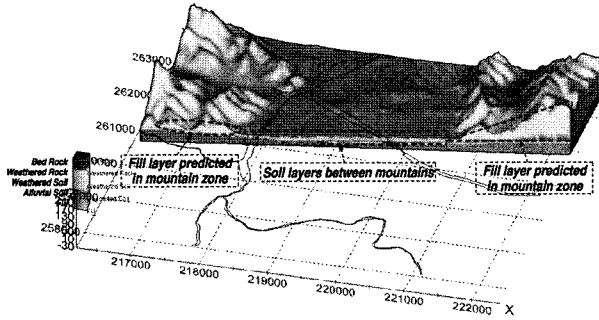 263000
262000
261000
Bed Rock
Weathered Rock
Weathered Soil
Alluvial Soil
Fill layer predicted
in mountain zone
Soil layers between mountains
Fill layer predicted
in mountain zone
-30
217000
218000
219000
220000
221000
222000
X